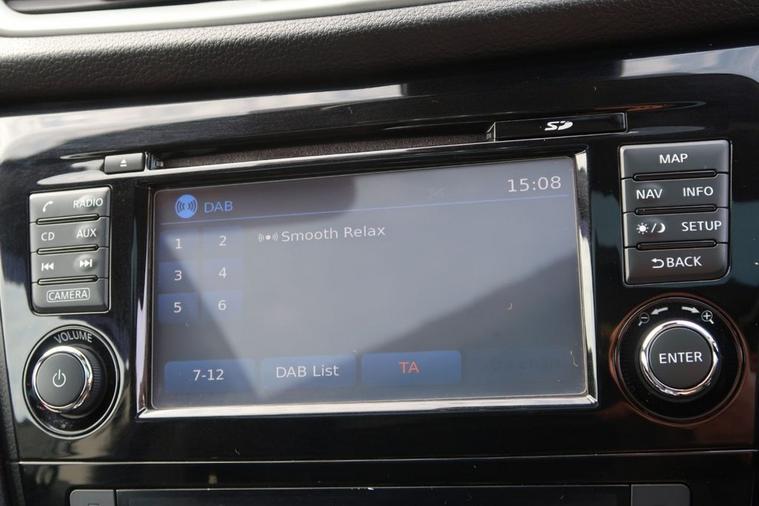 SD
MAP
NAV
INFO
SETUP
BACK
ENTER
RADIO
CD
AUX
CAMERA
VOLUME
DAB
15:08
Smooth Relax
1
2
3
4
5
6
7-12
DAB List
TA